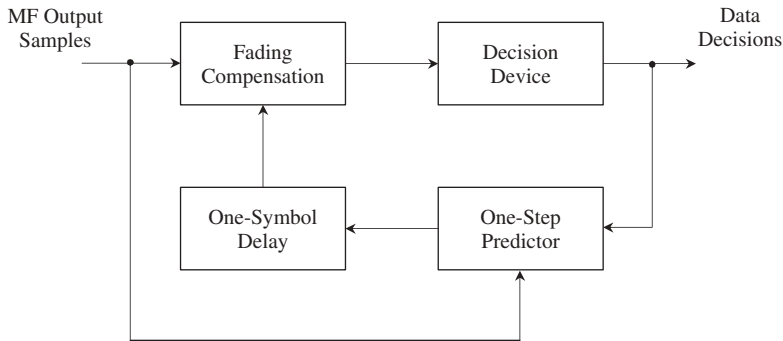 MF Output
Samples
Fading
Compensation
Decision
Device
Data
Decisions
One-Symbol
Delay
One-Step
Predictor